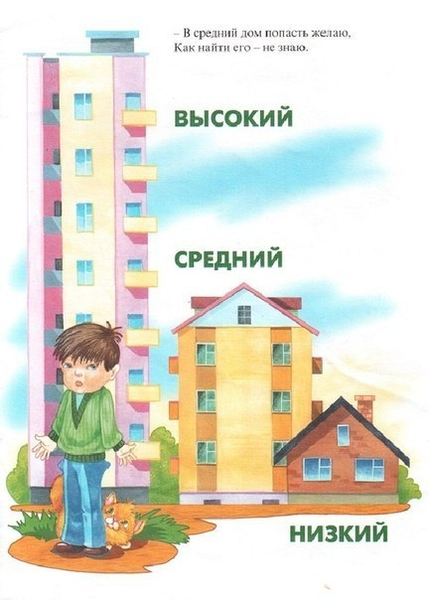 – В средний дом попасть желаю,
Как найти его – не знаю.
ВЫСОКИЙ
СРЕДНИЙ
НИЗКИЙ